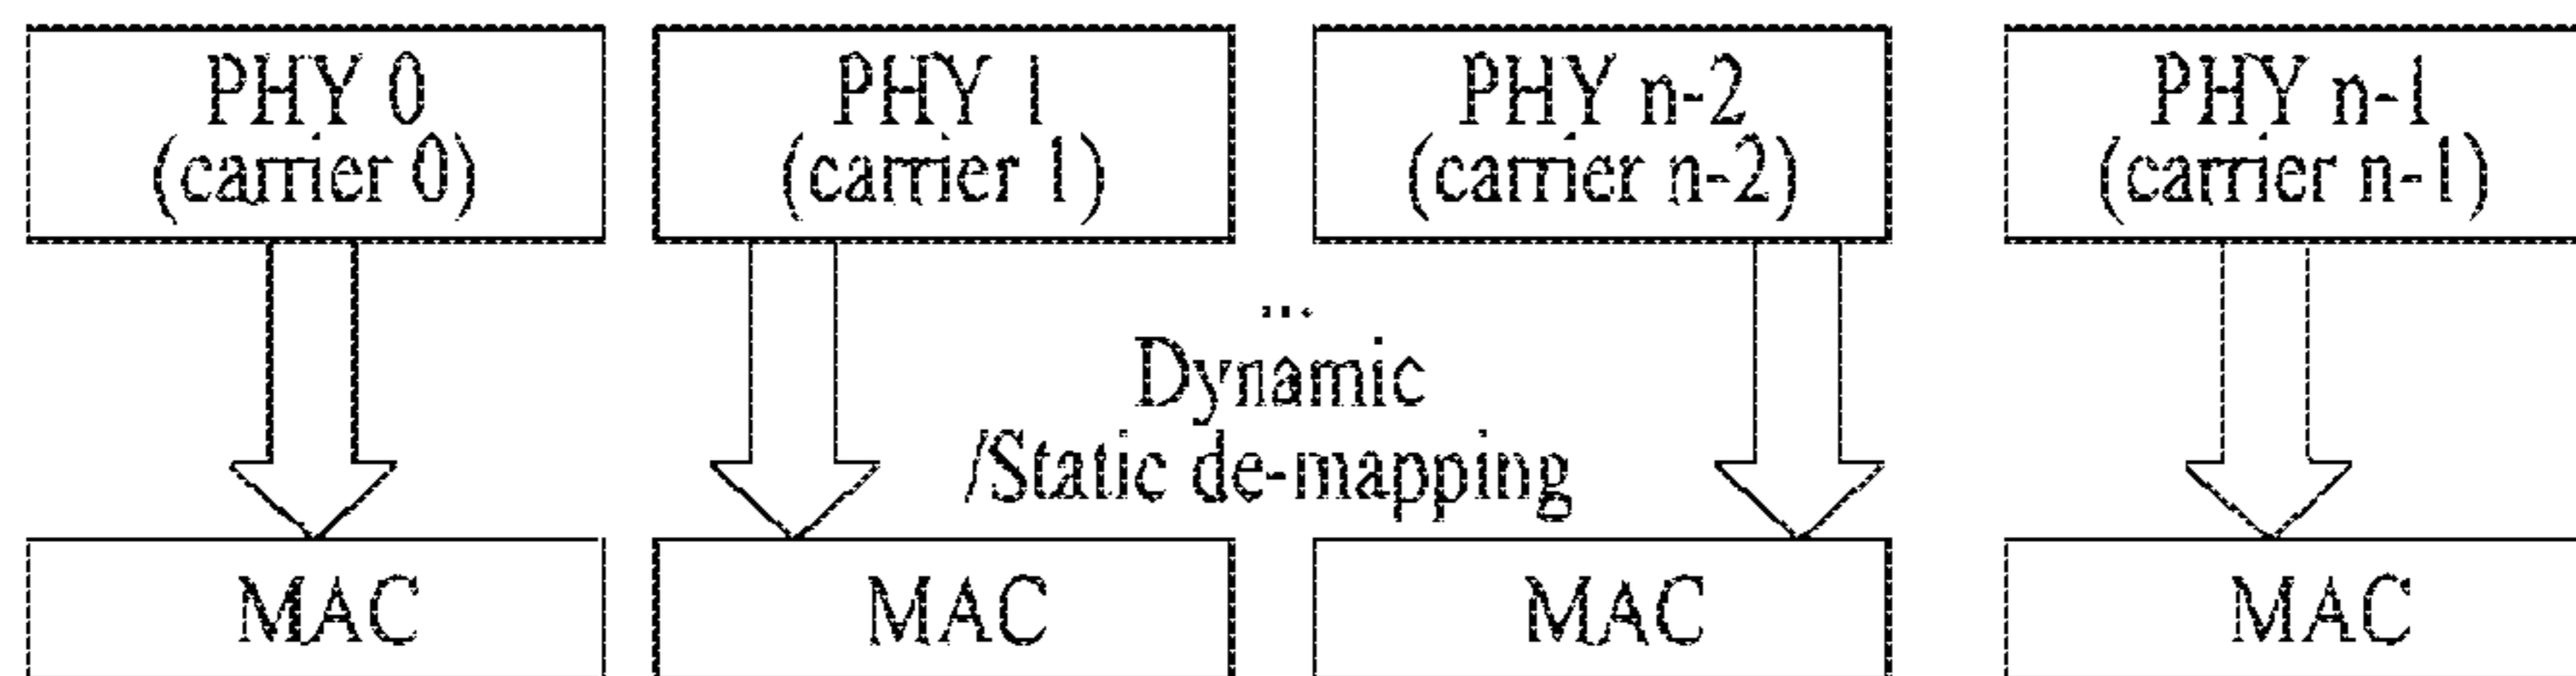 PHY 0
(carrier 0)
PHY 1
(carrier 1)
PHY n-2
(carrier n-2)
PHY n-1
(carrier n-1)
...
Dynamic
/Static de-mapping
MAC
MAC
MAC
MAC